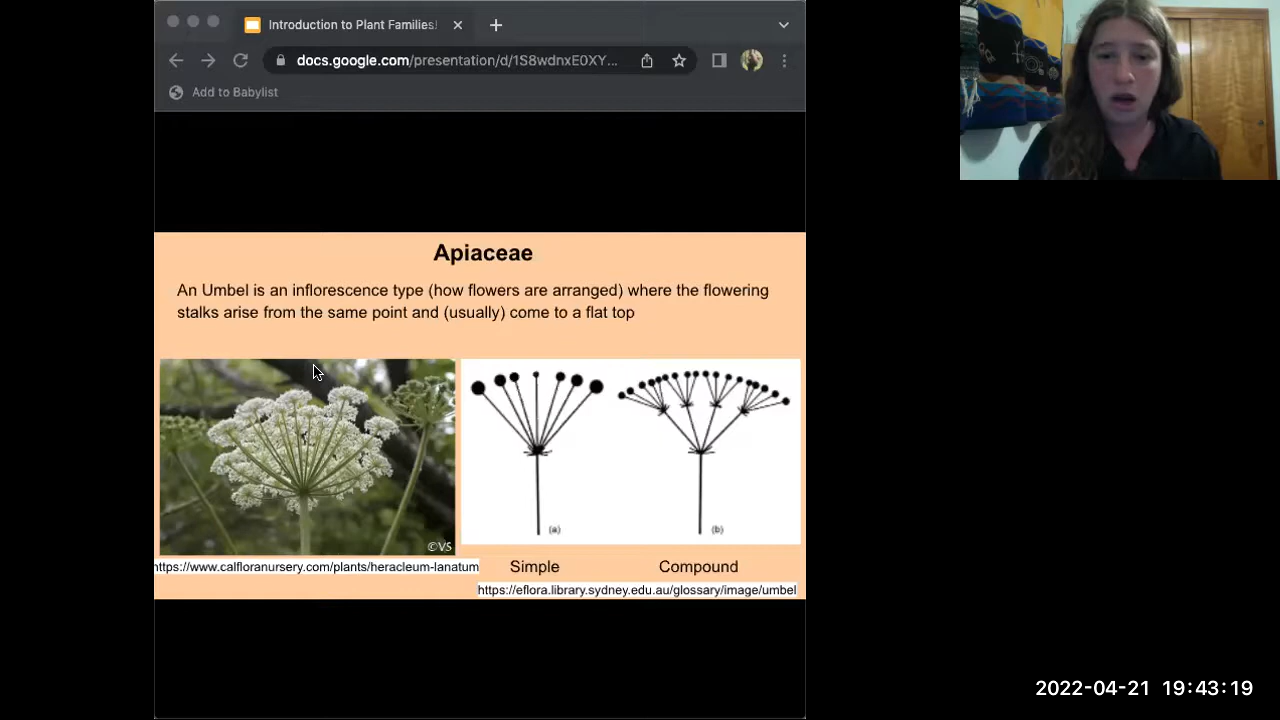 Introduction to Plant Families!
docs.google.com/presentation/d/1S8wdnxE0XY...
Add to Babylist
Apiaceae
An Umbel is an inflorescence type (how flowers are arranged) where the flowering
stalks arise from the same point and (usually) come to a flat top
©VS
(a)
(b)
https://www.calfloranursery.com/plants/heracleum-lanatum
Simple
Compound
https://eflora.library.sydney.edu.au/glossary/image/umbel
2022-04-21 19:43:19